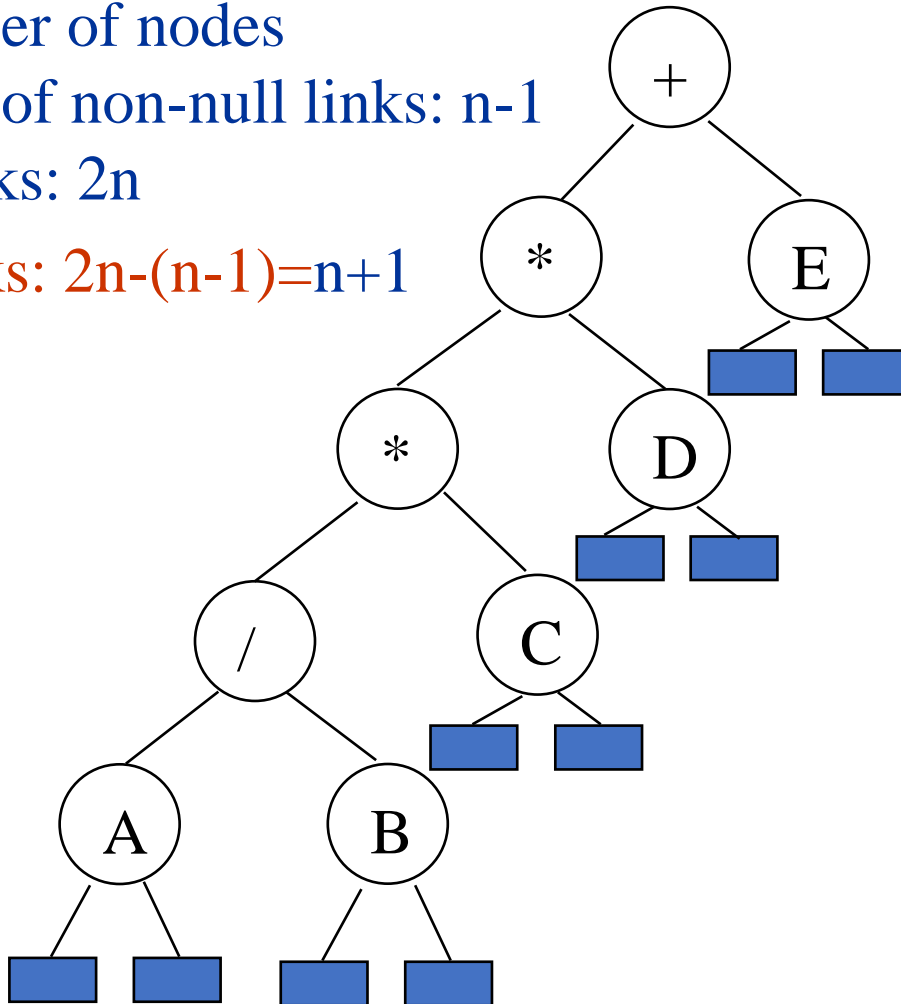 er of nodes
of non-null links: n-1
ks: 2n
ks: 2n-(n-1)=n+1
+
*
E
*
D
/
C
A
B